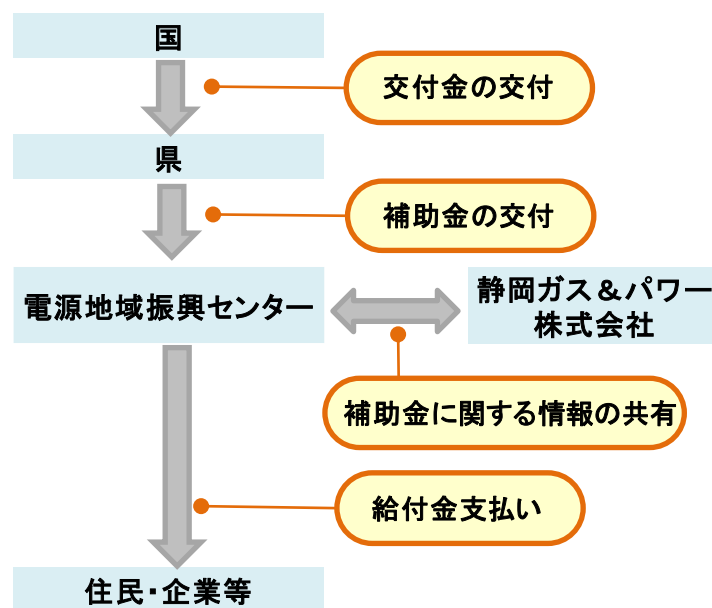 国
交付金の交付
県
補助金の交付
電源地域振興センター
静岡ガス＆パワー
株式会社
補助金に関する情報の共有
給付金支払い
住民・企業等